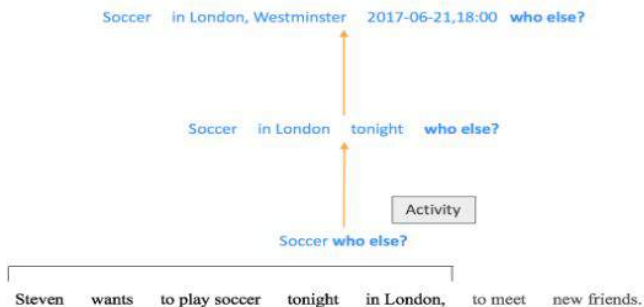 Soccer in London, Westminster 2017-06-21,18:00 who else?
Soccer in London tonight who else?
Activity
Soccer who else?
Steven wants to play soccer tonight in London, to meet new friends.